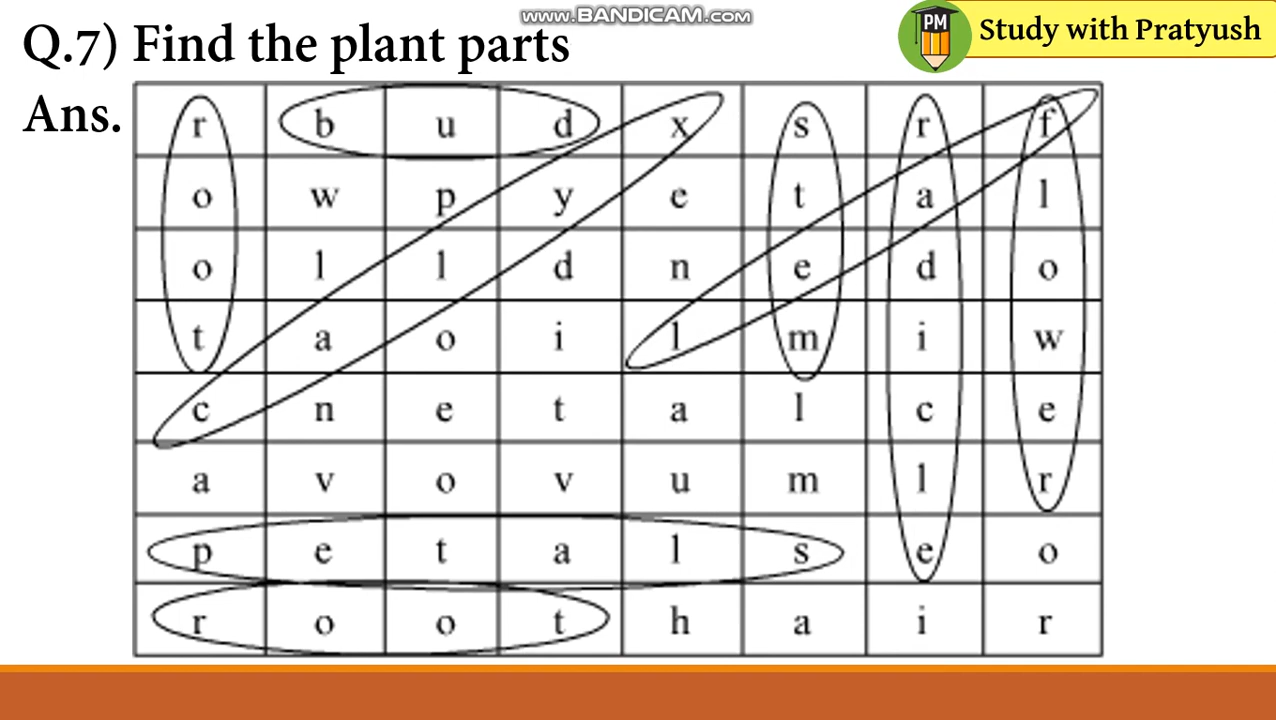 www.BANDICAM.com
Q.7) Find the plant parts
PM
Study with Pratyush
Ans.
r b u d x s r f
o w p y e t a l
o l l d n e d o
t a o i l m i w
c n e t a l c e
a v o v u m l r
p e t a l s e o
r o o t h a i r